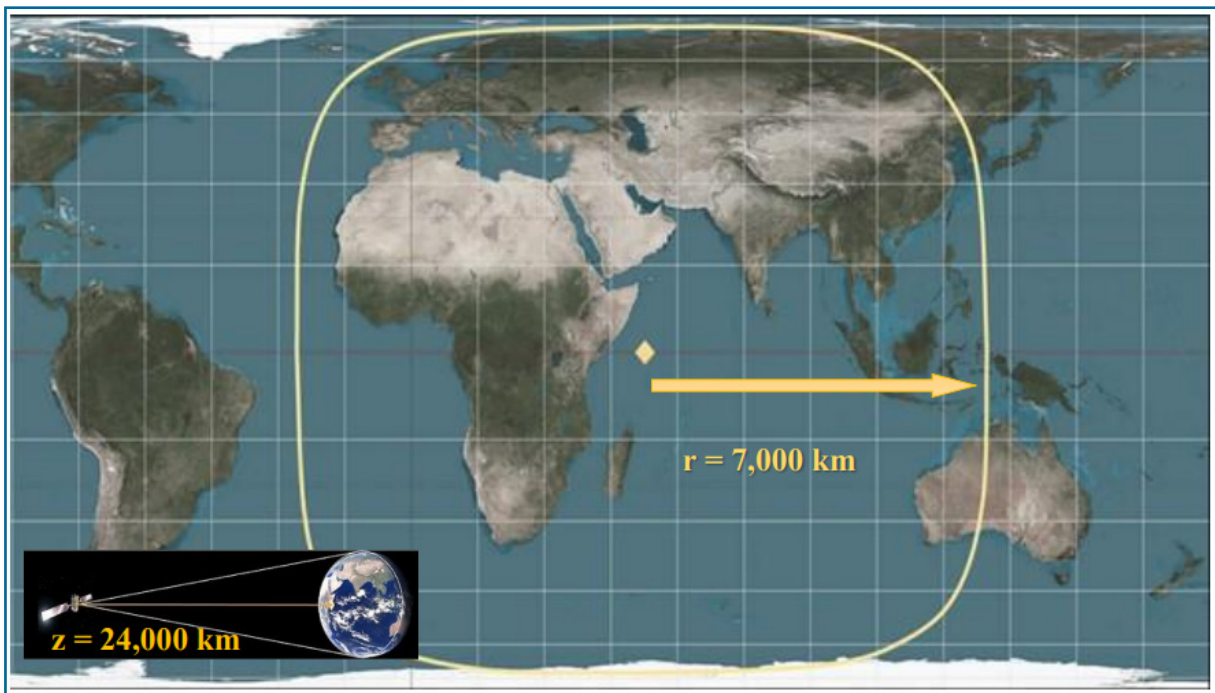 r = 7,000 km
z = 24,000 km